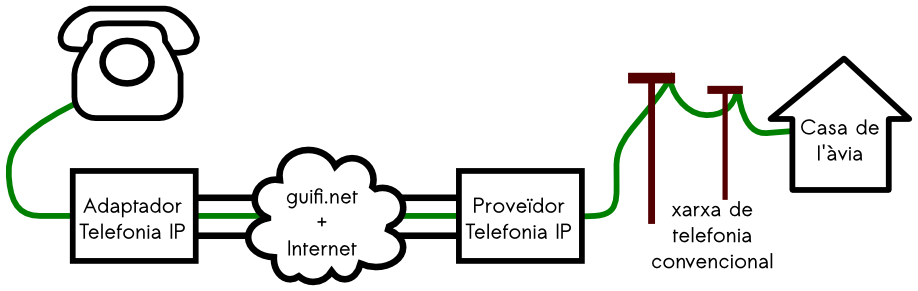 Adaptador
Telefonia IP
guifi.net
+
Internet
Proveïdor
Telefonia IP
xarxa de
telefonia
convencional
Casa de
l'àvia